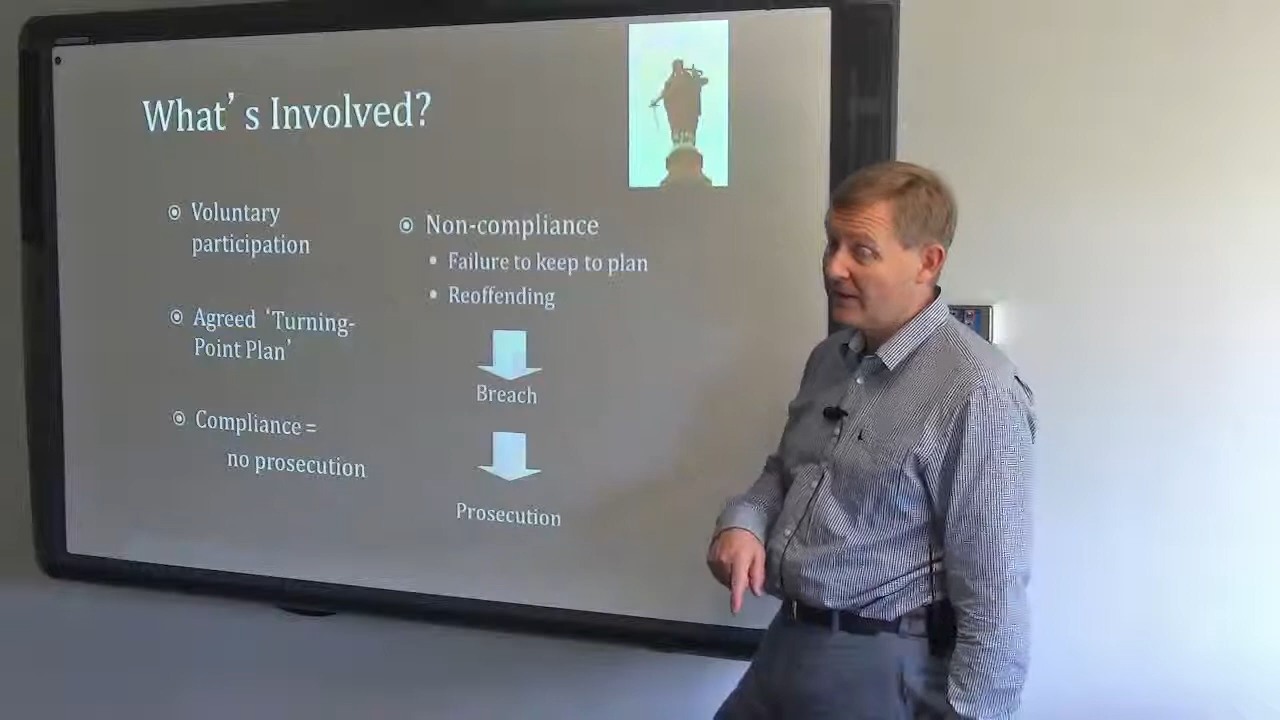 What's Involved?
Voluntary
participation
Agreed 'Turning-
Point Plan'
Compliance =
no prosecution
Non-compliance
Failure to keep to plan
Reoffending
Breach
Prosecution